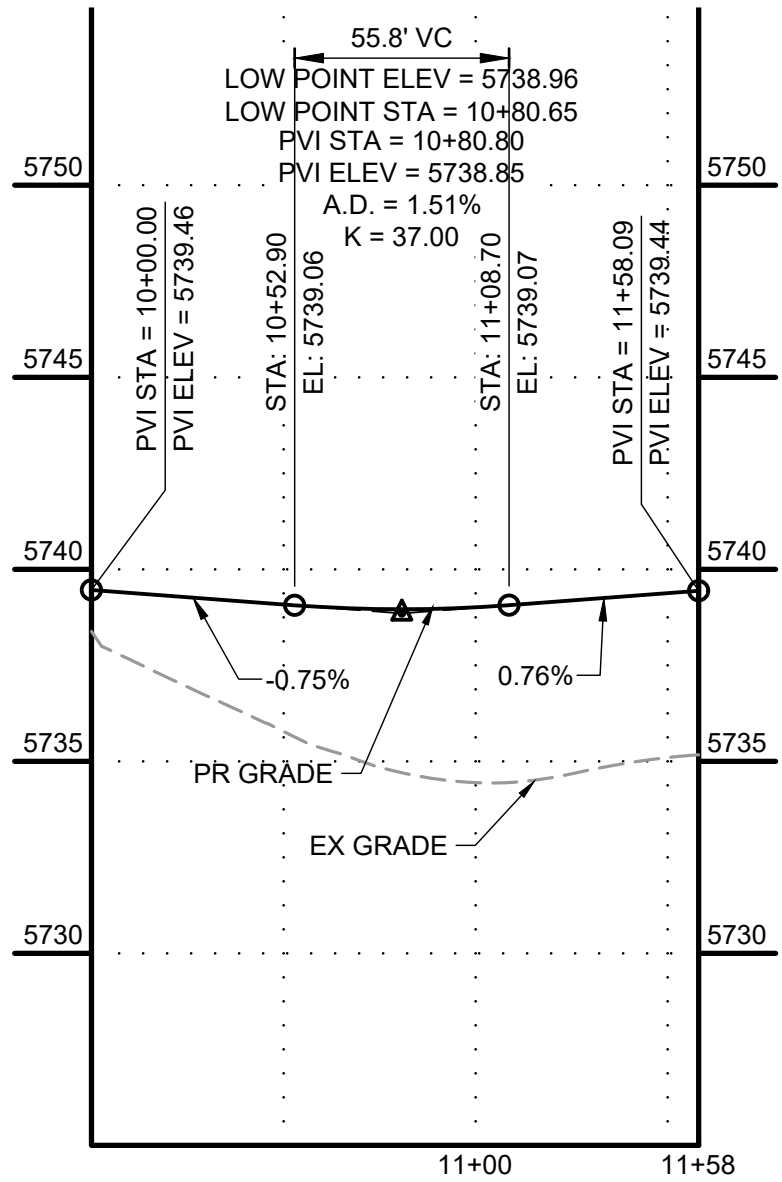 55.8' VC
LOW POINT ELEV = 5738.96
LOW POINT STA = 10+80.65
PVI STA = 10+80.80
PVI ELEV = 5738.85
A.D. = 1.51%
K = 37.00
5750
5750
PVI STA = 10+00.00
PVI ELEV = 5739.46
STA: 10+52.90
EL: 5739.06
STA: 11+08.70
EL: 5739.07
PVI STA = 11+58.09
PVI ELEV = 5739.44
5745
5745
5740
5740
-0.75%
0.76%
5735
5735
PR GRADE
EX GRADE
5730
5730
11+00
11+58